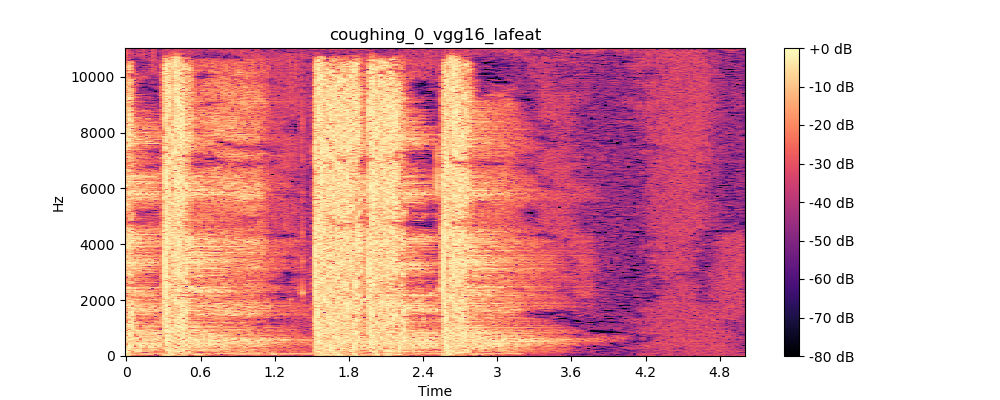 coughing_0_vgg16_lafeat
Hz
10000
8000
6000
4000
2000
0
0 0.6 1.2 1.8 2.4 3 3.6 4.2 4.8
Time
+0 dB
-10 dB
-20 dB
-30 dB
-40 dB
-50 dB
-60 dB
-70 dB
-80 dB